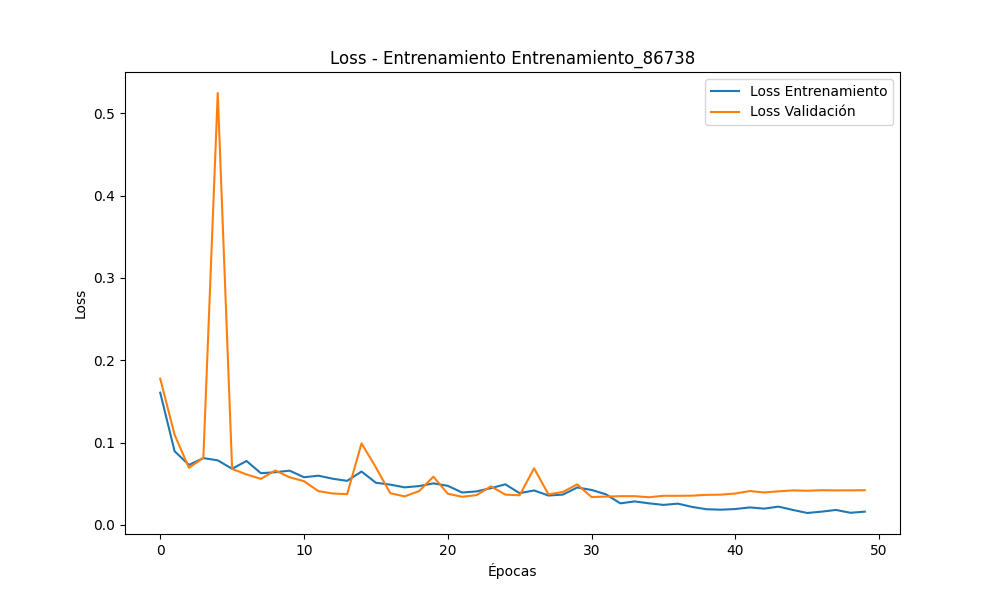 Loss - Entrenamiento Entrenamiento_86738
Loss Entrenamiento
Loss Validación
Loss
0.5
0.4
0.3
0.2
0.1
0.0
0 10 20 30 40 50
Épocas